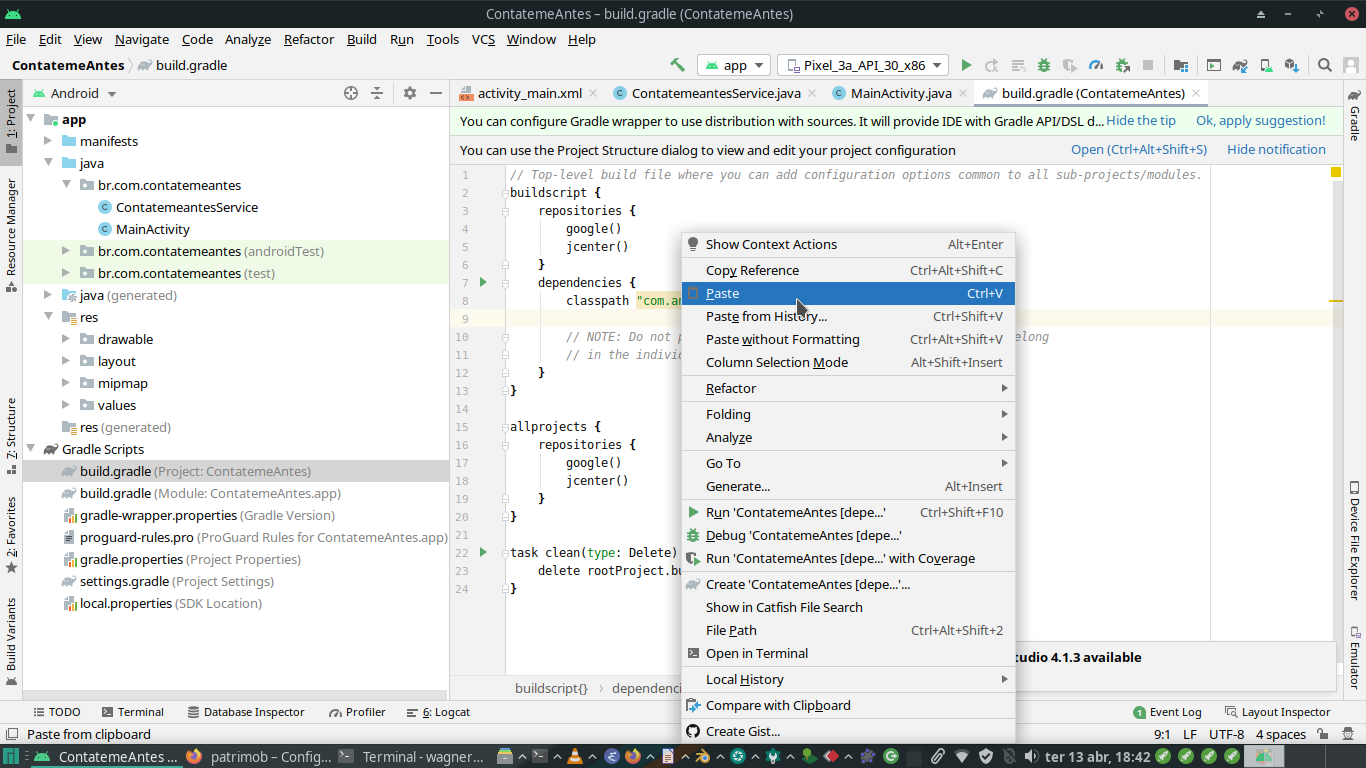 ContatemeAntes – build.gradle (ContatemeAntes)
File Edit View Navigate Code Analyze Refactor Build Run Tools VCS Window Help
ContatemeAntes build.gradle app Pixel_3a_API_30_x86
1: Project
Resource Manager
Z: Structure
2: Favorites
Build Variants
Android
app
manifests
java
br.com.contatemeantes
ContatemeantesService
MainActivity
br.com.contatemeantes (androidTest)
br.com.contatemeantes (test)
java (generated)
res
drawable
layout
mipmap
values
res (generated)
Gradle Scripts
build.gradle (Project: ContatemeAntes)
build.gradle (Module: ContatemeAntes.app)
gradle-wrapper.properties (Gradle Version)
proguard-rules.pro (ProGuard Rules for ContatemeAntes.app)
gradle.properties (Project Properties)
settings.gradle (Project Settings)
local.properties (SDK Location)
activity_main.xml ContatemeantesService.java MainActivity.java build.gradle (ContatemeAntes)
You can configure Gradle wrapper to use distribution with sources. It will provide IDE with Gradle API/DSL d... Hide the tip Ok, apply suggestion!
You can use the Project Structure dialog to view and edit your project configuration Open (Ctrl+Alt+Shift+S) Hide notification
1 // Top-level build file where you can add configuration options common to all sub-projects/modules.
2 buildscript {
3 repositories {
4 google()
5 jcenter()
6 }
7 dependencies {
8 classpath "com.an
9
10 // NOTE: Do not p elong
11 // in the individ
12 }
13 }
14
15 allprojects {
16 repositories {
17 google()
18 jcenter()
19 }
20 }
21
22 task clean(type: Delete)
23 delete rootProject.bu
24 }
Show Context Actions Alt+Enter
Copy Reference Ctrl+Alt+Shift+C
Paste Ctrl+V
Paste from History... Ctrl+Shift+V
Paste without Formatting Ctrl+Alt+Shift+V
Column Selection Mode Alt+Shift+Insert
Refactor
Folding
Analyze
Go To
Generate... Alt+Insert
Run 'ContatemeAntes [depe...' Ctrl+Shift+F10
Debug 'ContatemeAntes [depe...'
Run 'ContatemeAntes [depe...' with Coverage
Create 'ContatemeAntes [depe...'...
Show in Catfish File Search
File Path Ctrl+Alt+Shift+2
Open in Terminal
Local History
Compare with Clipboard
Create Gist...
tudio 4.1.3 available
Gradle
Device File Explorer
Emulator
buildscript{} dependenci
TODO Terminal Database Inspector Profiler 6: Logcat 1 Event Log Layout Inspector
Paste from clipboard 9:1 LF UTF-8 4 spaces
ContatemeAntes ... patrimob – Config... Terminal - wagner... ter 13 abr, 18:42